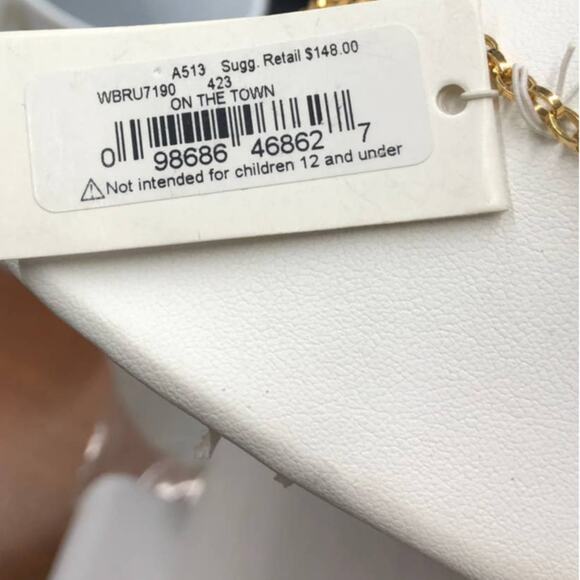 A513 Sugg. Retail $148.00
WBRU7190 423
ON THE TOWN
0 98686 46862 7
⚠Not intended for children 12 and under